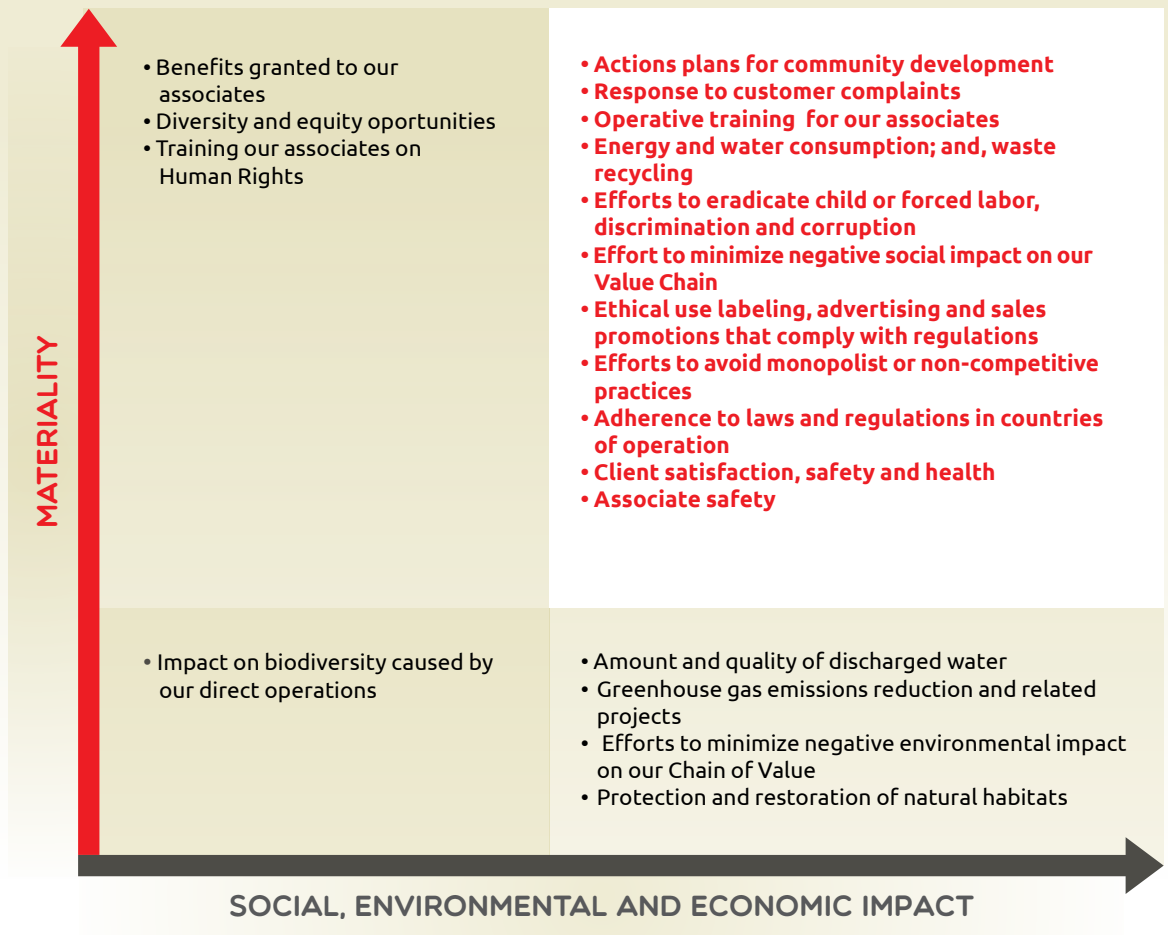 MATERIALITY
• Benefits granted to our
associates
• Diversity and equity oportunities
• Training our associates on
Human Rights
• Actions plans for community development
• Response to customer complaints
• Operative training  for our associates
• Energy and water consumption; and, waste
recycling
• Efforts to eradicate child or forced labor,
discrimination and corruption
• Effort to minimize negative social impact on our
Value Chain
• Ethical use labeling, advertising and sales
promotions that comply with regulations
• Efforts to avoid monopolist or non-competitive
practices
• Adherence to laws and regulations in countries
of operation
• Client satisfaction, safety and health
• Associate safety
• Impact on biodiversity caused by
our direct operations
• Amount and quality of discharged water
• Greenhouse gas emissions reduction and related
projects
• Efforts to minimize negative environmental impact
on our Chain of Value
• Protection and restoration of natural habitats
SOCIAL, ENVIRONMENTAL AND ECONOMIC IMPACT